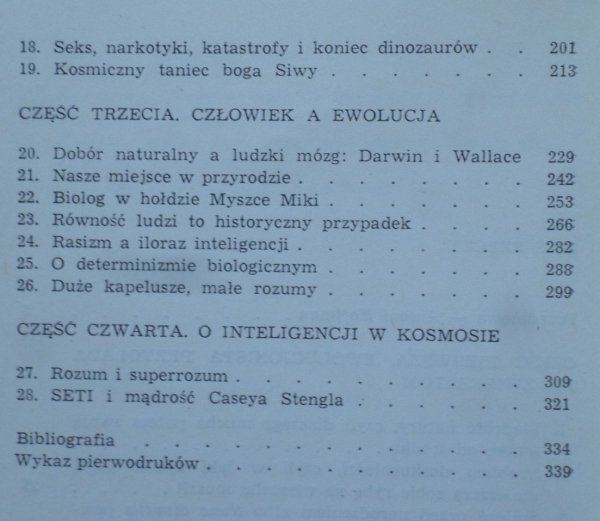 18. Seks, narkotyki, katastrofy i koniec dinozaurów . . 201
19. Kosmiczny taniec boga Siwy . . . . . . . 213
CZĘŚĆ TRZECIA. CZŁOWIEK A EWOLUCJA
20. Dobór naturalny a ludzki mózg: Darwin i Wallace 229
21. Nasze miejsce w przyrodzie . . . . . . . . 242
22. Biolog w hołdzie Myszce Miki . . . . . . . 253
23. Równość ludzi to historyczny przypadek . . . . 266
24. Rasizm a iloraz inteligencji . . . . . . . . 282
25. O determinizmie biologicznym . . . . . . . 288
26. Duże kapelusze, małe rozumy . . . . . . . 299
CZĘŚĆ CZWARTA. O INTELIGENCJI W KOSMOSIE
27. Rozum i superrozum . . . . . . . . . . 309
28. SETI i mądrość Caseya Stengla . . . . . . 321
Bibliografia . . . . . . . . . . . . . 334
Wykaz pierwodruków . . . . . . . . . . . 339